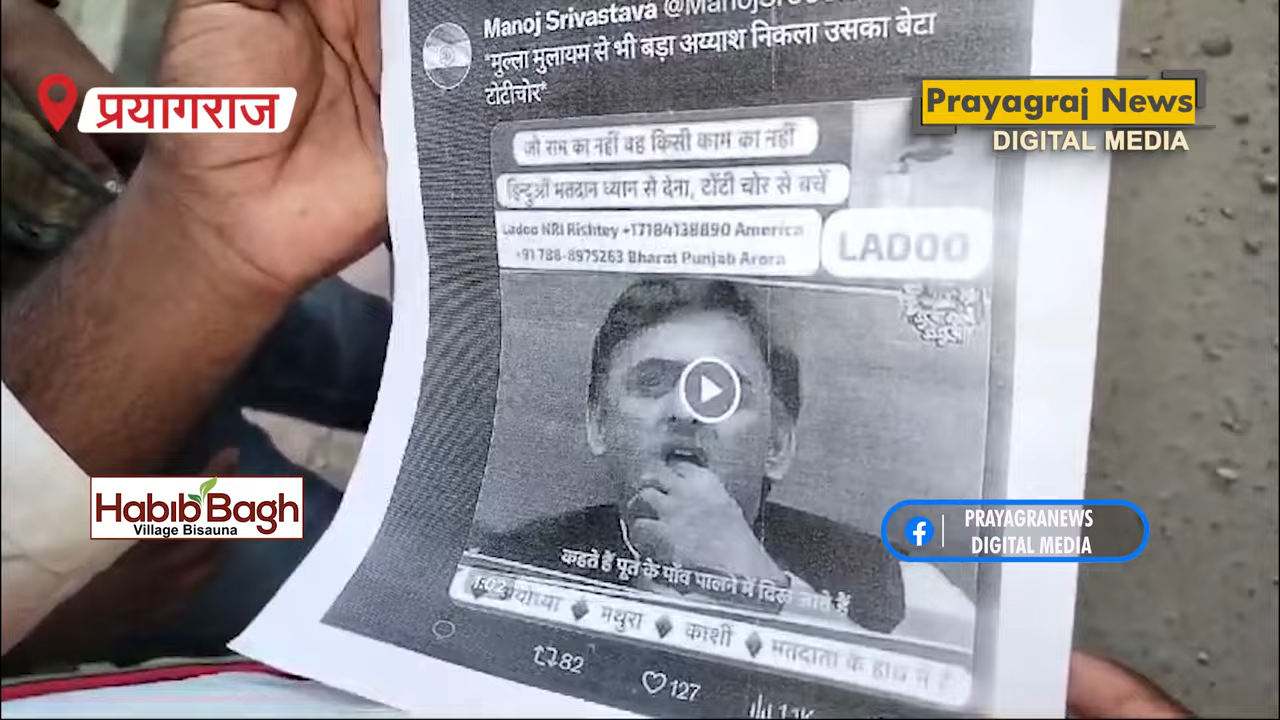 Manoj Srivastava
"मुल्ला मुलायम से भी बड़ा अय्याश निकला उसका बेटा
टोटीचोर"
प्रयागराज
Prayagraj News
DIGITAL MEDIA
जो राम का नहीं वह किसी काम का नहीं
हिन्दुओं मतदान ध्यान से देना, टोंटी चोर से बचें
Ladoo NRI Rishtey +17184138890 America
+91 788-8975263 Bharat Punjab Arora
LADOO
Habib Bagh
Village Bisauna
PRAYAGRANEWS
DIGITAL MEDIA
कहते हैं पूत के पाँव पालने में दिख जाते हैं
1:02
मथुरा ♦ काशी ♦ मतदाता के हाथ में है
82
127